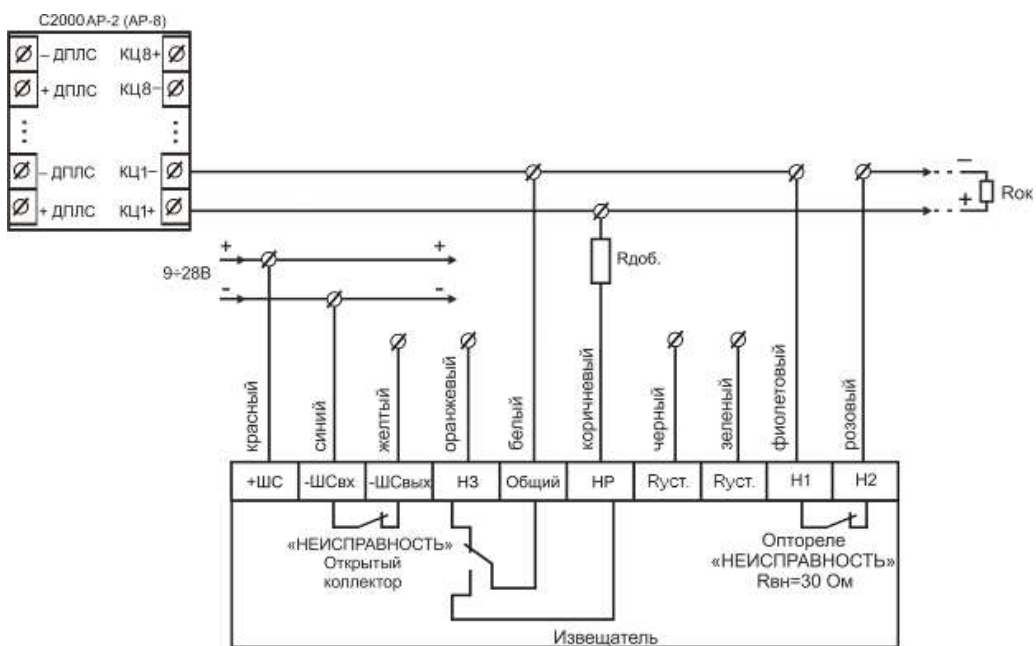 С2000 АР-2 (АР-8)
– ДПЛС КЦ8+
+ ДПЛС КЦ8–
– ДПЛС КЦ1–
+ ДПЛС КЦ1+
–
+
Rок
+ +
9÷28В
- -
Rдоб.
красный
синий
желтый
оранжевый
белый
коричневый
черный
зеленый
фиолетовый
розовый
+ШС -ШСвх -ШСвых НЗ Общий НР Rуст. Rуст. Н1 Н2
«НЕИСПРАВНОСТЬ»
Открытый
коллектор
Оптореле
«НЕИСПРАВНОСТЬ»
Rвн=30 Ом
Извещатель